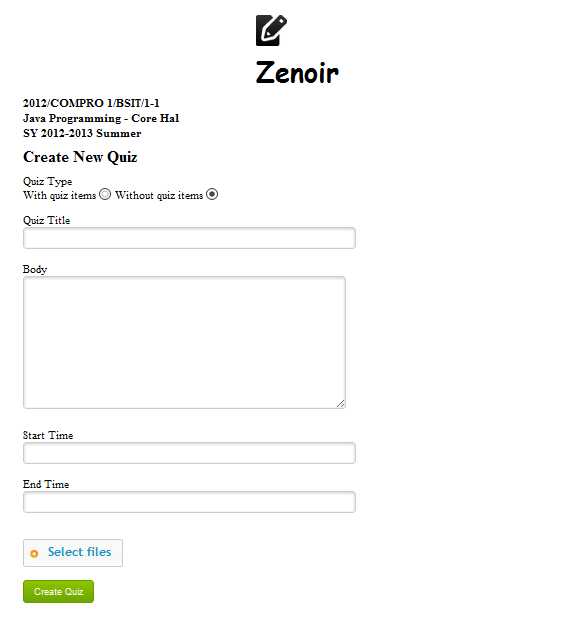 Zenoir
2012/COMPRO 1/BSIT/1-1
Java Programming - Core Hal
SY 2012-2013 Summer
Create New Quiz
Quiz Type
With quiz items Without quiz items
Quiz Title
Body
Start Time
End Time
Select files
Create Quiz